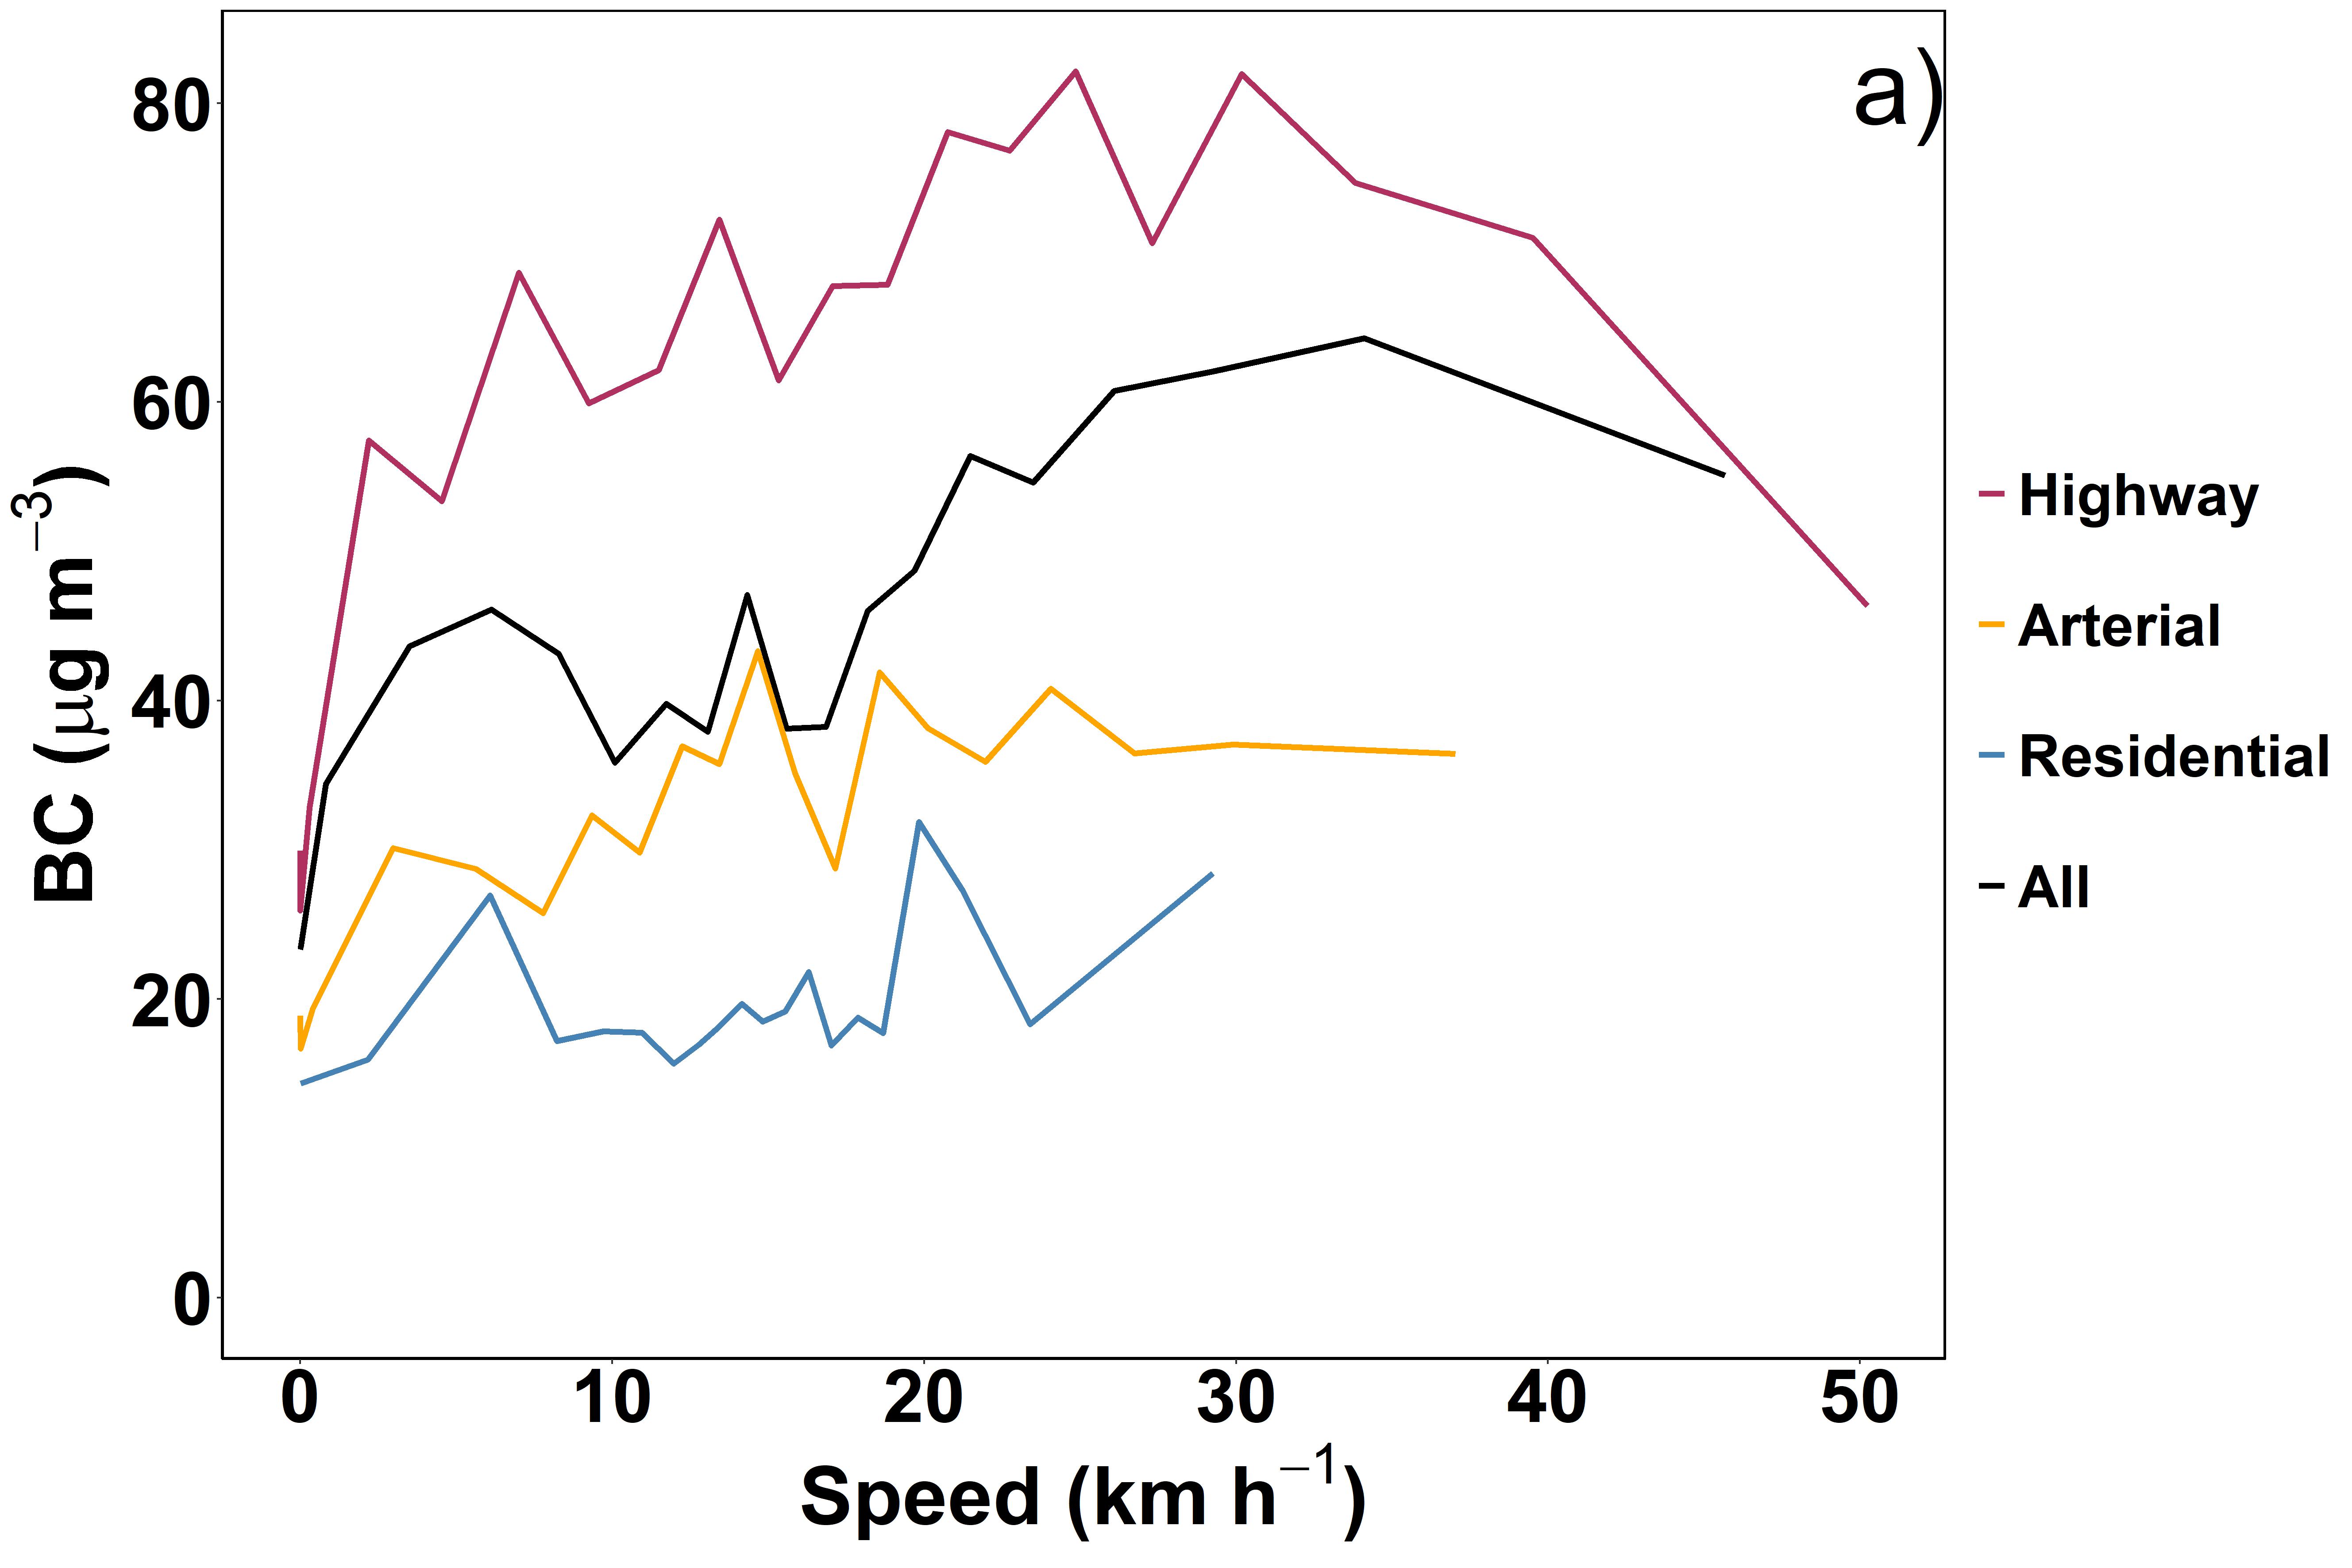 a)
80
60
40
20
0
BC (μg m⁻³)
0 10 20 30 40 50
Speed (km h⁻¹)
Highway
Arterial
Residential
All